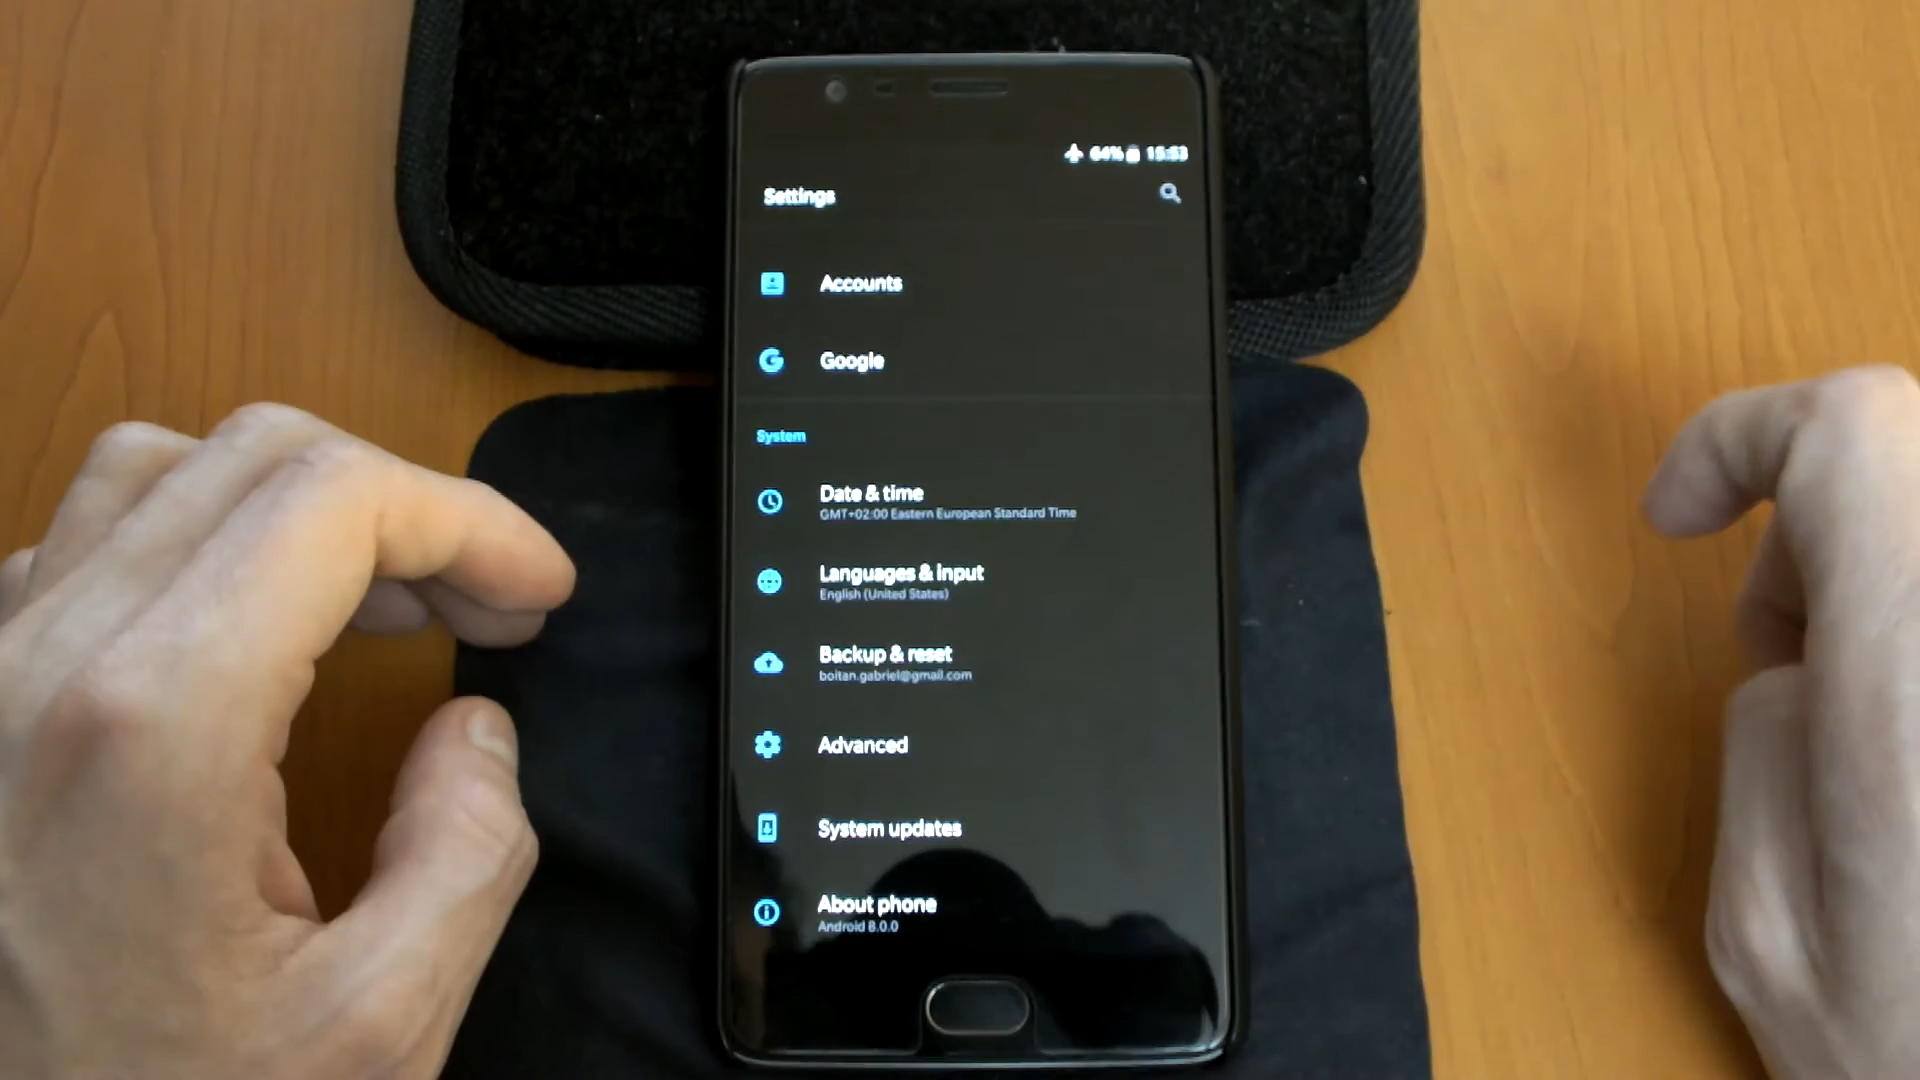 64% 15:53
Settings
Accounts
Google
System
Date & time
GMT+02:00 Eastern European Standard Time
Languages & input
English (United States)
Backup & reset
boitan.gabriel@gmail.com
Advanced
System updates
About phone
Android 8.0.0